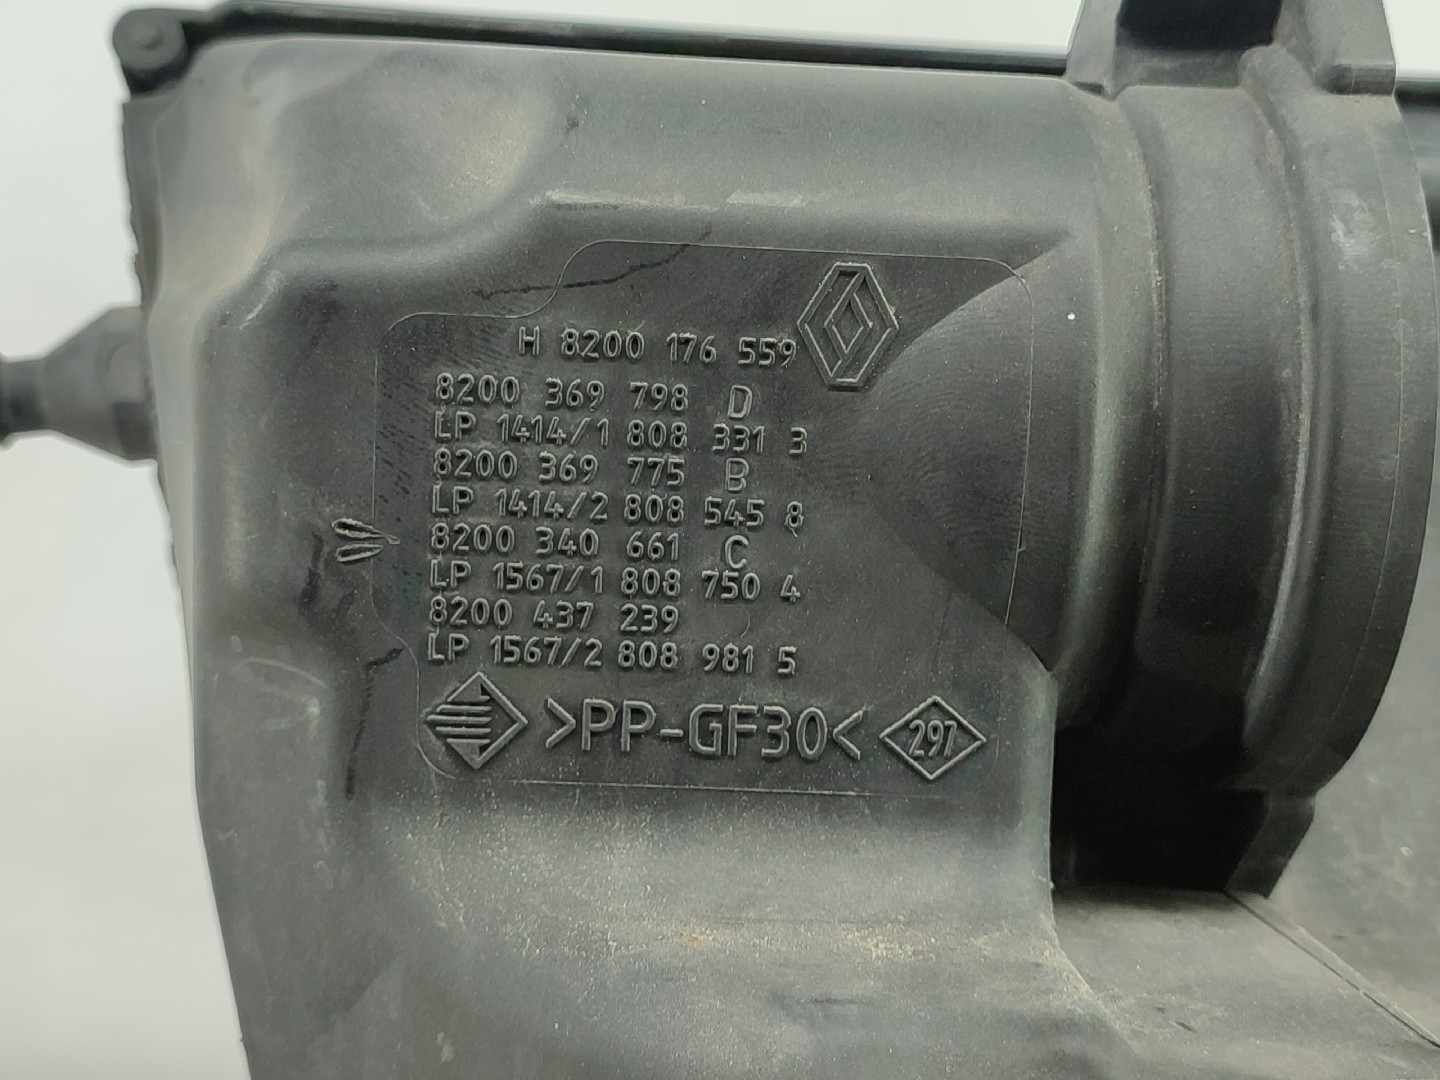 H 8200 176 559
8200 369 798 D
LP 1414/1 808 331 3
8200 369 775 B
LP 1414/2 808 545 8
8200 340 661 C
LP 1567/1 808 750 4
8200 437 239
LP 1567/2 808 981 5
>PP-GF30< 297